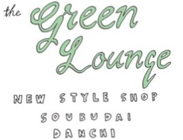 the
Green
Lounge
NEW STYLE SHOP
SOUBUDAI
DANCHI